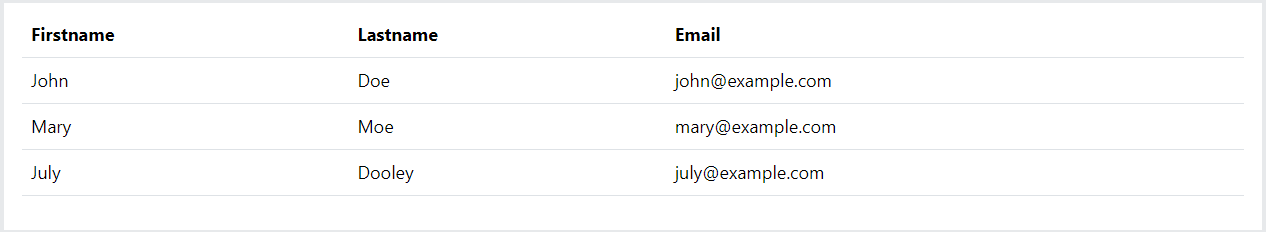 Firstname Lastname Email
John Doe john@example.com
Mary Moe mary@example.com
July Dooley july@example.com